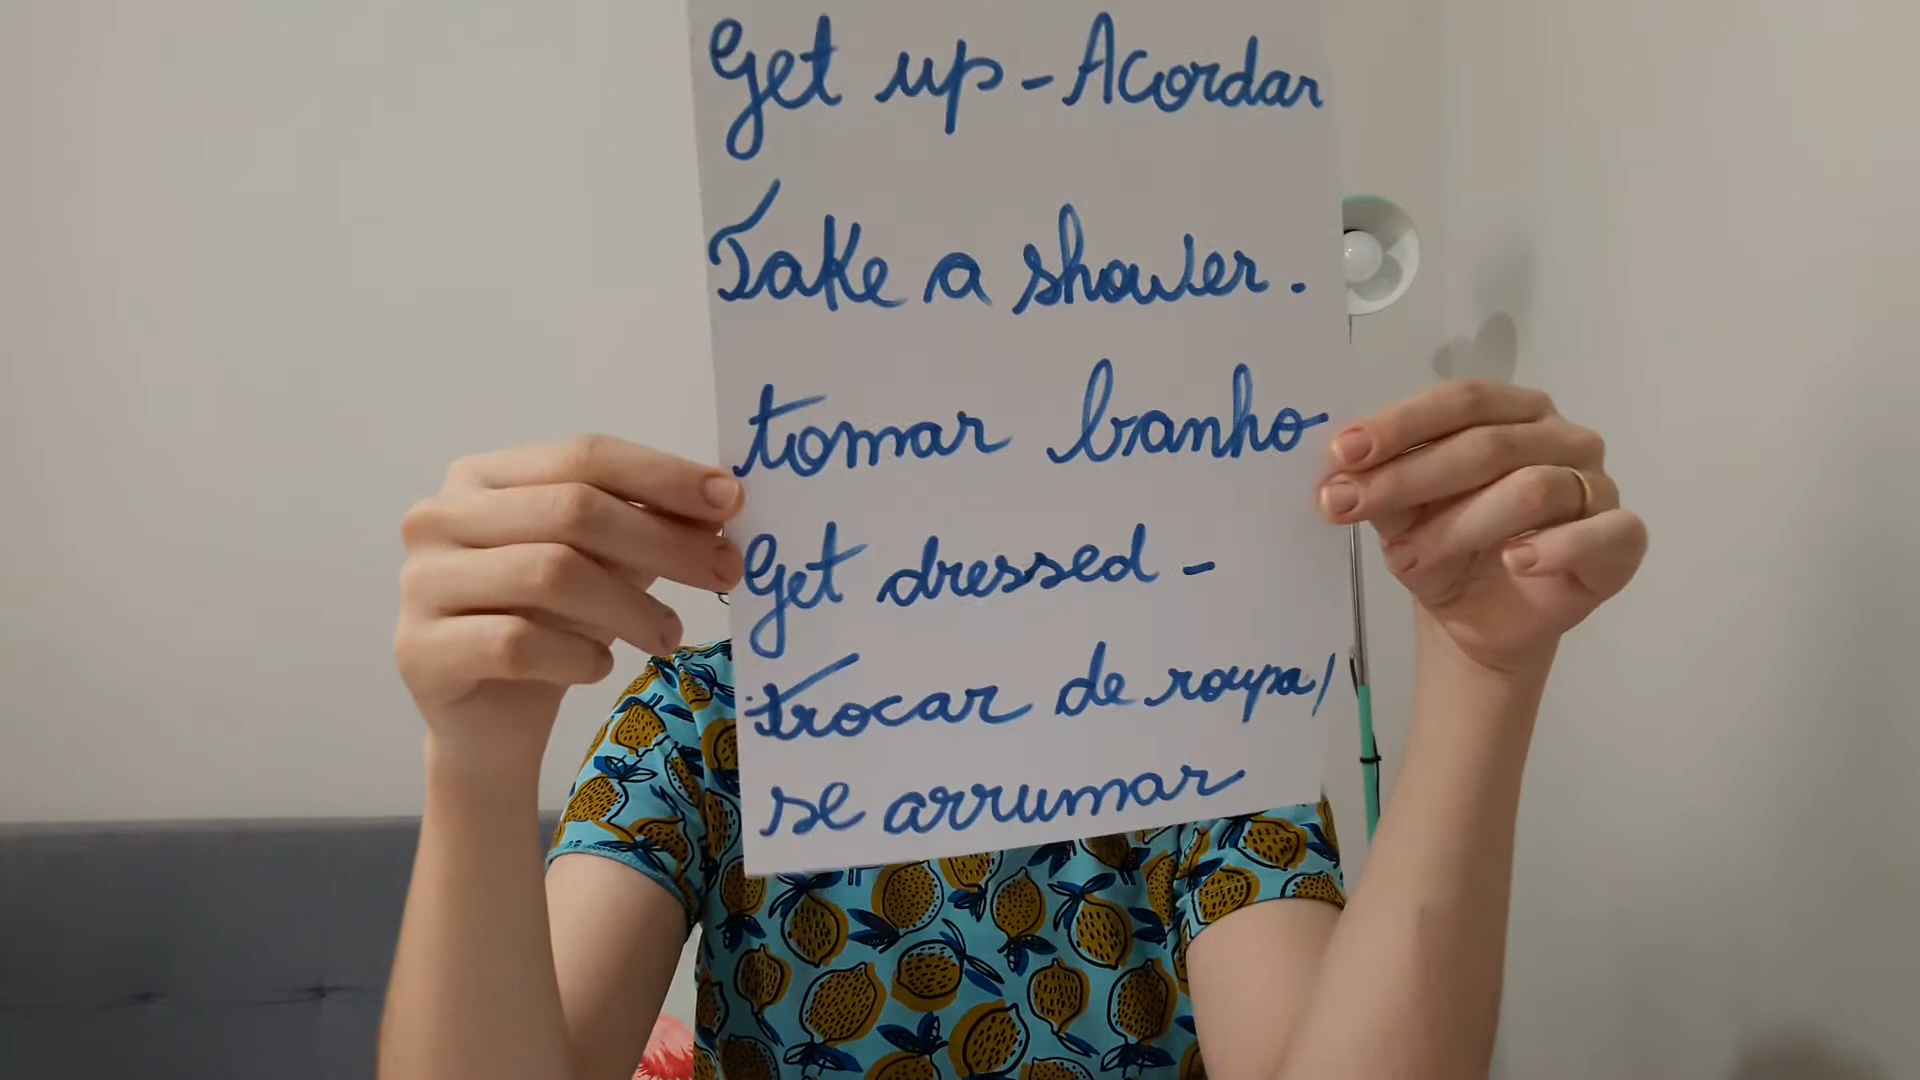 Get up - Acordar
Take a shower.
tomar banho
Get dressed -
trocar de roupa/
se arrumar